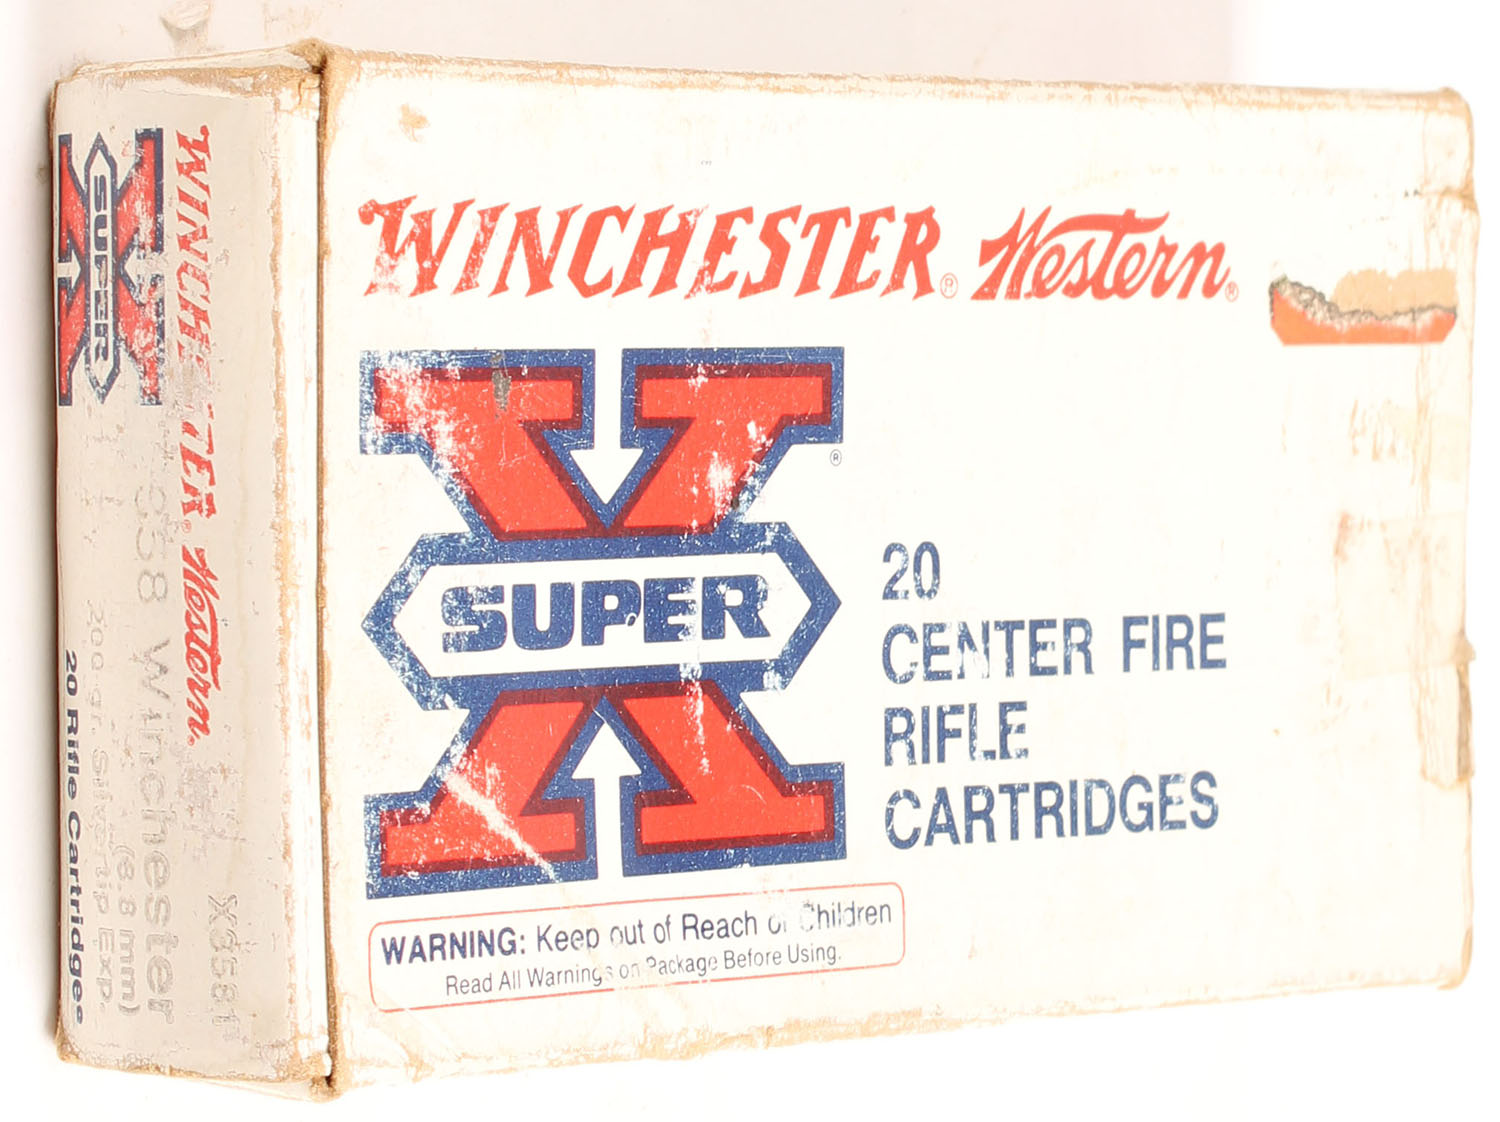 WINCHESTER® Western®
SUPER X®
20
CENTER FIRE
RIFLE
CARTRIDGES
WARNING: Keep out of Reach of Children
Read All Warnings on Package Before Using.
WINCHESTER® Western®
X3581
SUPER X
358 Winchester
(8.8 mm)
200 gr. Silvertip Exp.
20 Rifle Cartridges